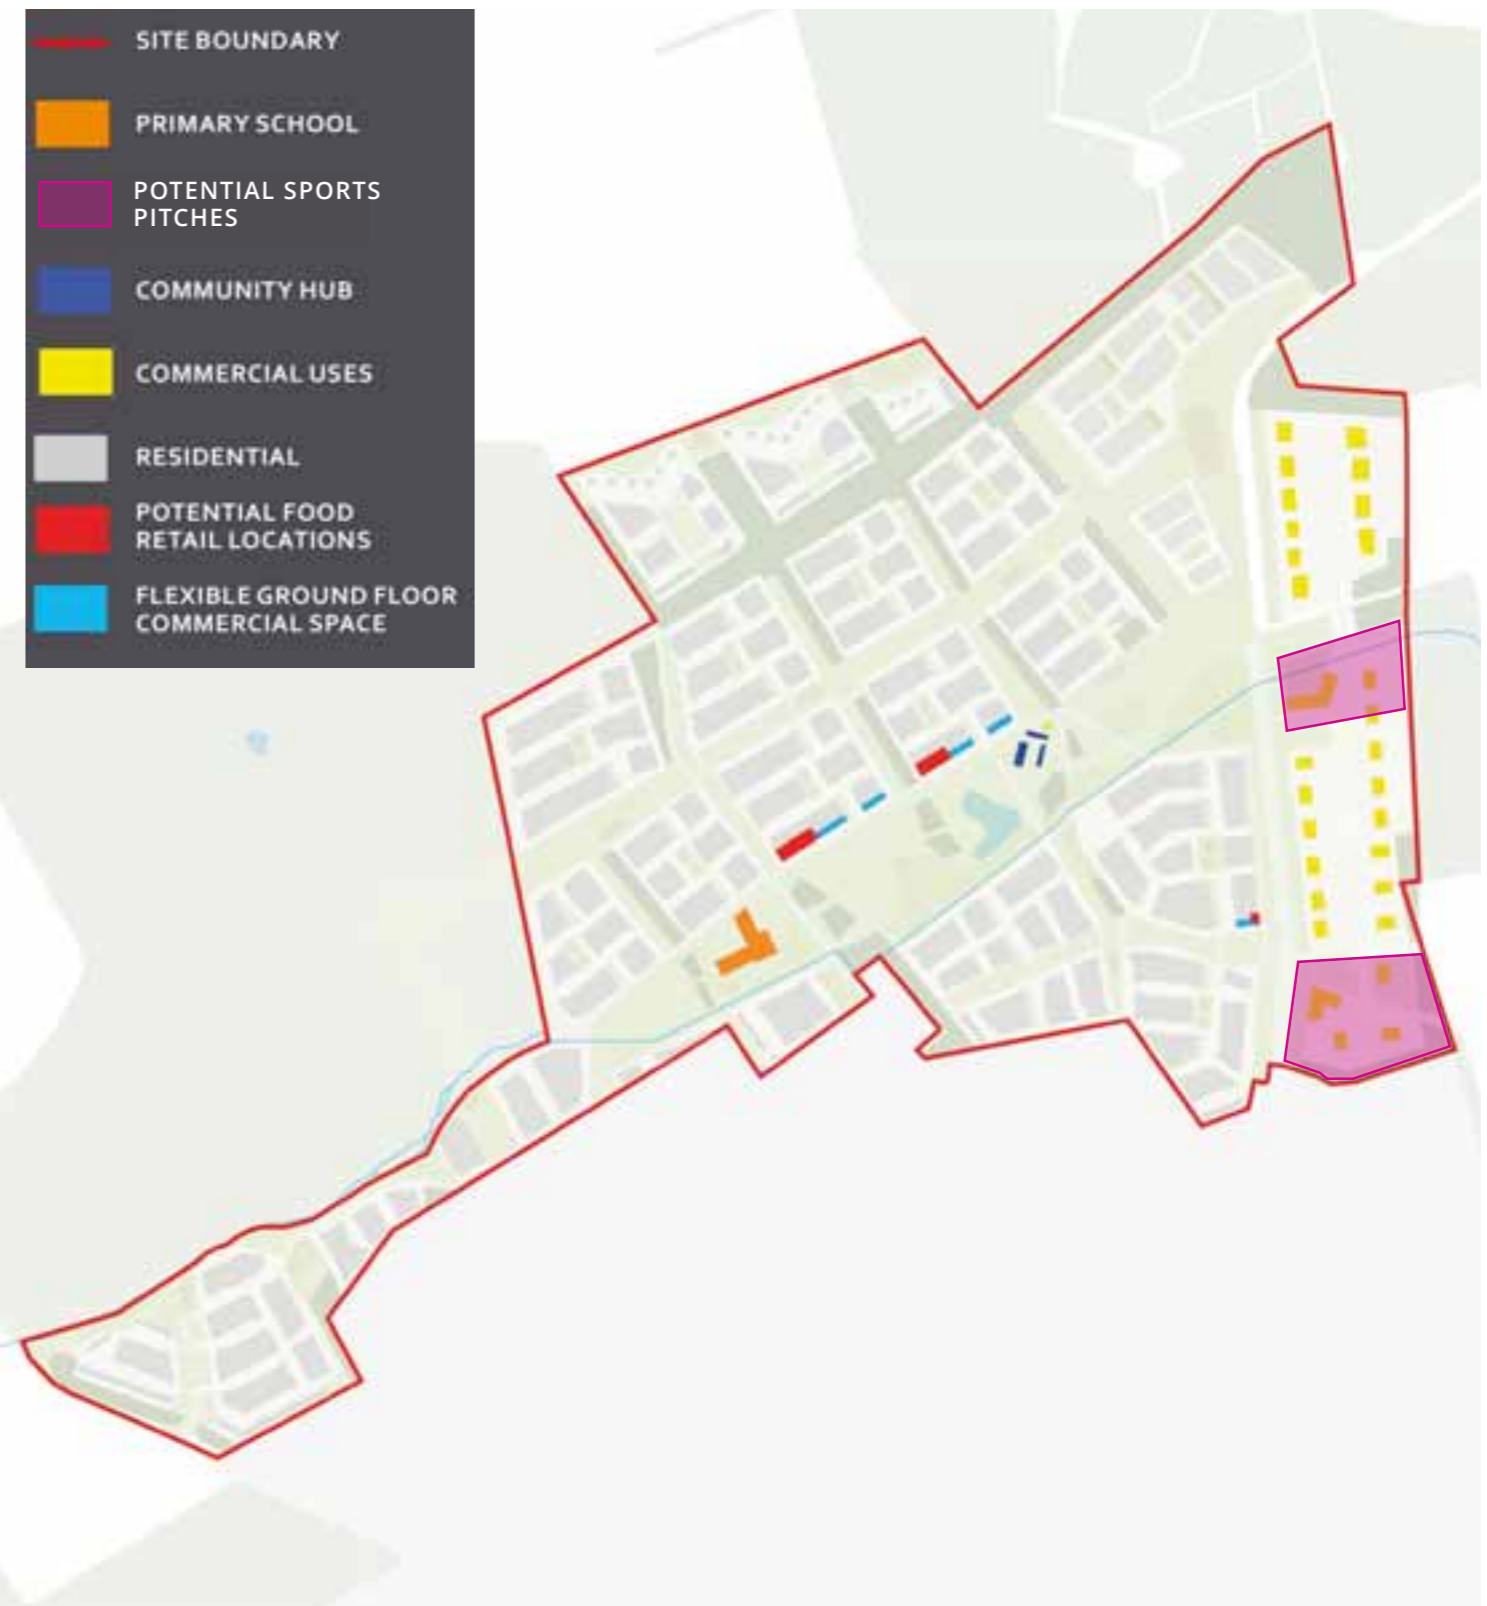 SITE BOUNDARY
PRIMARY SCHOOL
POTENTIAL SPORTS
PITCHES
COMMUNITY HUB
COMMERCIAL USES
RESIDENTIAL
POTENTIAL FOOD
RETAIL LOCATIONS
FLEXIBLE GROUND FLOOR
COMMERCIAL SPACE